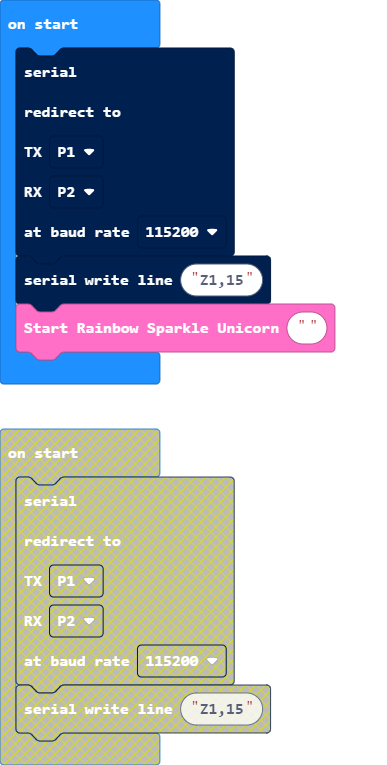 on start
serial
redirect to
TX P1
RX P2
at baud rate 115200
serial write line "Z1,15"
Start Rainbow Sparkle Unicorn " "
on start
serial
redirect to
TX P1
RX P2
at baud rate 115200
serial write line "Z1,15"